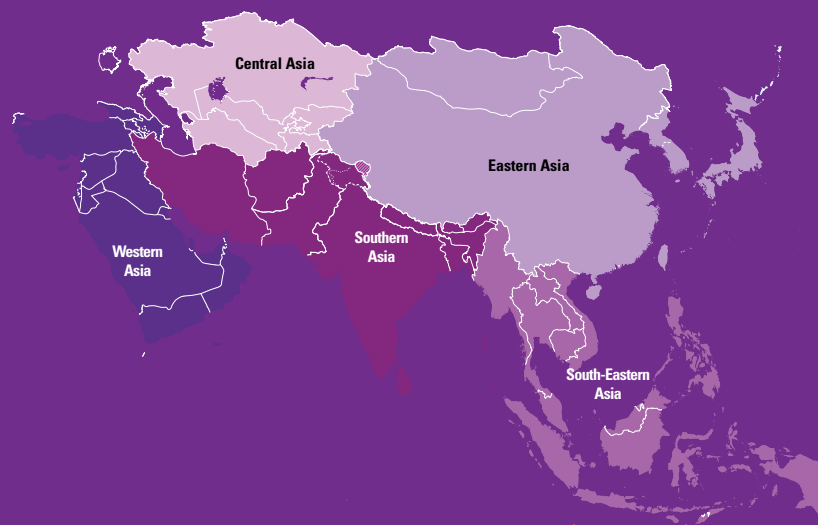 Central Asia
Eastern Asia
Western
Asia
Southern
Asia
South-Eastern
Asia